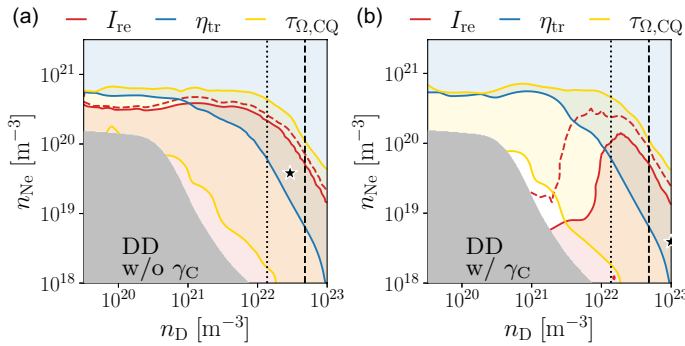 (a) I_re η_tr τ_Ω,CQ
10^21
10^20
10^19
10^18
n_Ne [m^−3]
DD
w/o γ_C
10^20 10^21 10^22 10^23
n_D [m^−3]
(b) I_re η_tr τ_Ω,CQ
10^21
10^20
10^19
10^18
n_Ne [m^−3]
DD
w/ γ_C
10^20 10^21 10^22 10^23
n_D [m^−3]